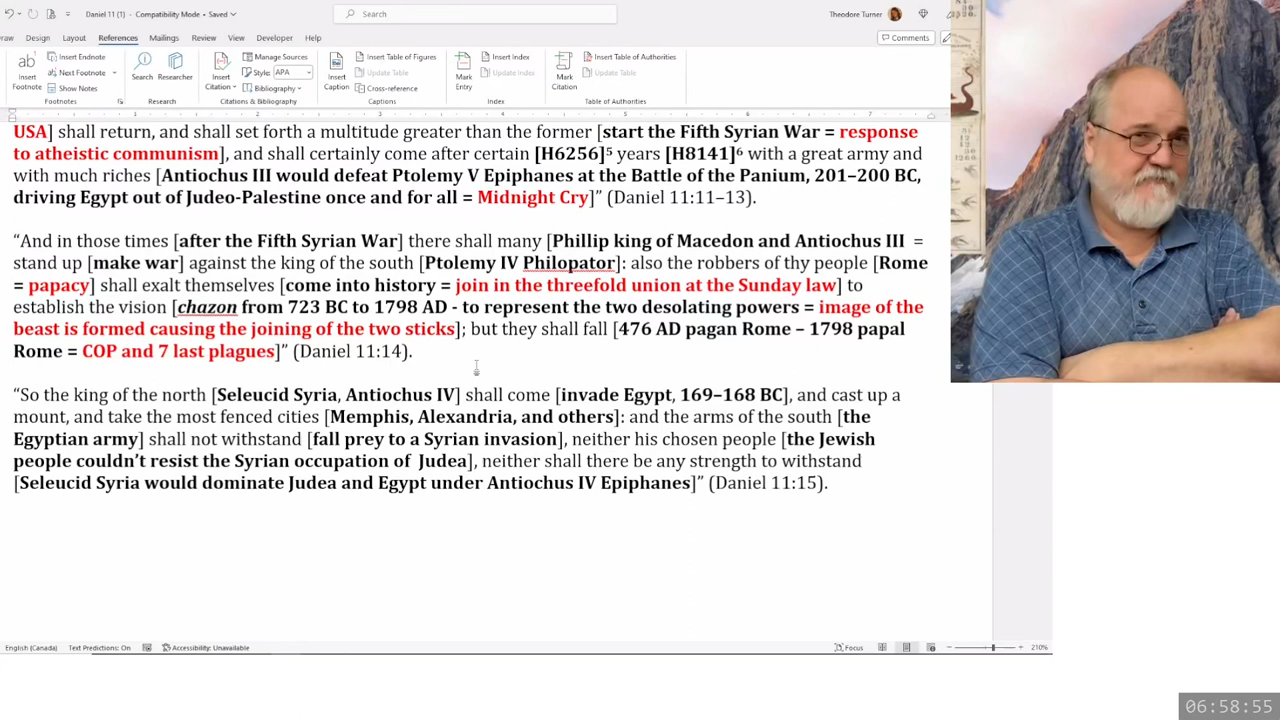 Daniel 11 (1) - Compatibility Mode • Saved
Search
Theodore Turner
raw Design Layout References Mailings Review View Developer Help
Comments
ab Insert Footnote
Insert Endnote
Next Footnote
Show Notes
Footnotes
Search
Researcher
Research
Insert Citation
Manage Sources
Style: APA
Bibliography
Citations & Bibliography
Insert Caption
Insert Table of Figures
Update Table
Cross-reference
Captions
Mark Entry
Insert Index
Update Index
Index
Mark Citation
Insert Table of Authorities
Update Table
Table of Authorities
1 2 3 4 5 6 7
USA] shall return, and shall set forth a multitude greater than the former [start the Fifth Syrian War = response
to atheistic communism], and shall certainly come after certain [H6256]⁵ years [H8141]⁶ with a great army and
with much riches [Antiochus III would defeat Ptolemy V Epiphanes at the Battle of the Panium, 201–200 BC,
driving Egypt out of Judeo-Palestine once and for all = Midnight Cry]” (Daniel 11:11–13).
“And in those times [after the Fifth Syrian War] there shall many [Phillip king of Macedon and Antiochus III =
stand up [make war] against the king of the south [Ptolemy IV Philopator]: also the robbers of thy people [Rome
= papacy] shall exalt themselves [come into history = join in the threefold union at the Sunday law] to
establish the vision [chazon from 723 BC to 1798 AD - to represent the two desolating powers = image of the
beast is formed causing the joining of the two sticks]; but they shall fall [476 AD pagan Rome – 1798 papal
Rome = COP and 7 last plagues]” (Daniel 11:14).
“So the king of the north [Seleucid Syria, Antiochus IV] shall come [invade Egypt, 169–168 BC], and cast up a
mount, and take the most fenced cities [Memphis, Alexandria, and others]: and the arms of the south [the
Egyptian army] shall not withstand [fall prey to a Syrian invasion], neither his chosen people [the Jewish
people couldn’t resist the Syrian occupation of Judea], neither shall there be any strength to withstand
[Seleucid Syria would dominate Judea and Egypt under Antiochus IV Epiphanes]” (Daniel 11:15).
English (Canada) Text Predictions: On Accessibility: Unavailable
Focus
210%
06:58:55